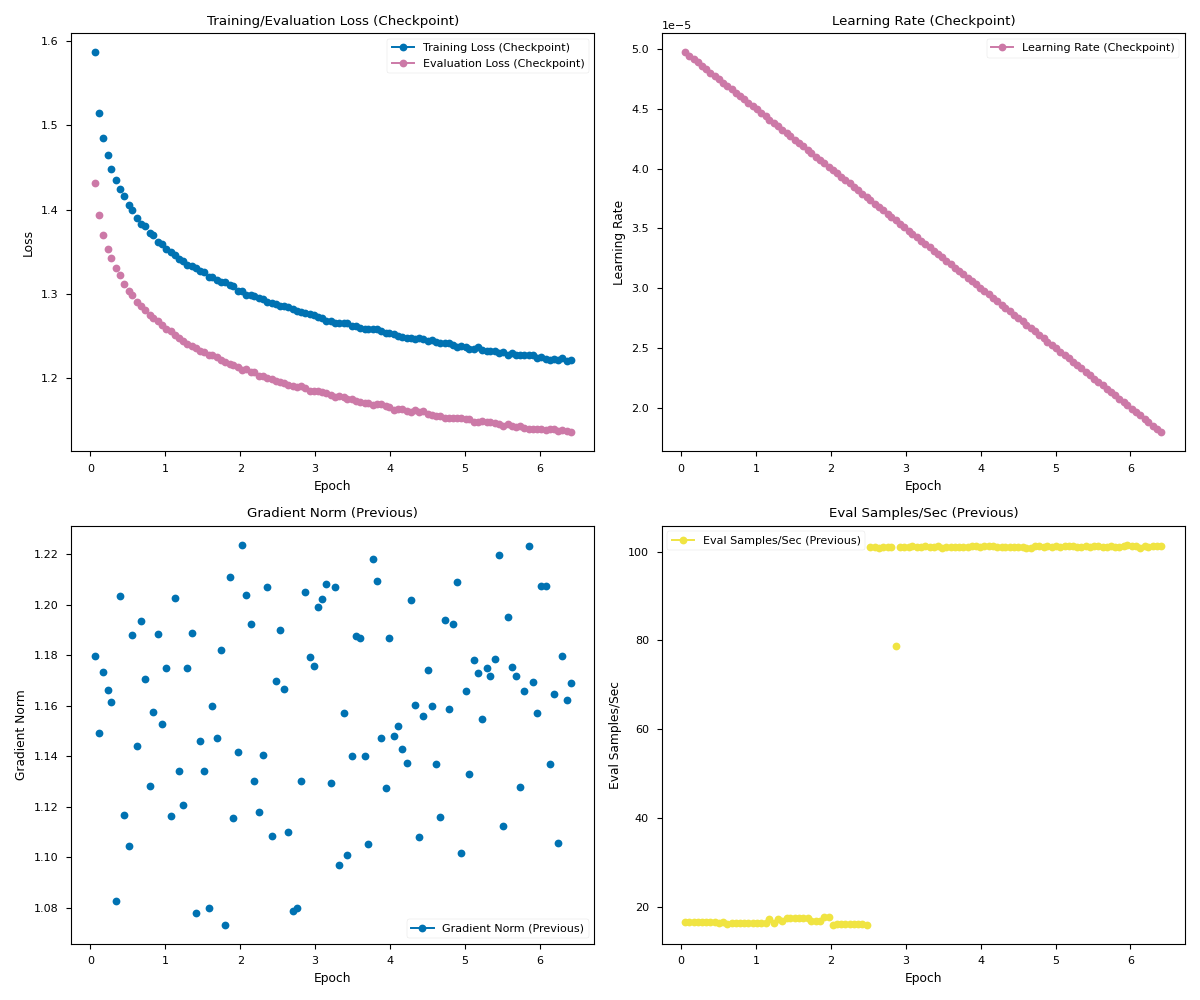 Training/Evaluation Loss (Checkpoint)
1.6
1.5
1.4
1.3
1.2
Loss
Training Loss (Checkpoint)
Evaluation Loss (Checkpoint)
0 1 2 3 4 5 6
Epoch
Learning Rate (Checkpoint)
1e−5
5.0
4.5
4.0
3.5
3.0
2.5
2.0
Learning Rate
Learning Rate (Checkpoint)
0 1 2 3 4 5 6
Epoch
Gradient Norm (Previous)
1.22
1.20
1.18
1.16
1.14
1.12
1.10
1.08
Gradient Norm
Gradient Norm (Previous)
0 1 2 3 4 5 6
Epoch
Eval Samples/Sec (Previous)
100
80
60
40
20
Eval Samples/Sec
Eval Samples/Sec (Previous)
0 1 2 3 4 5 6
Epoch